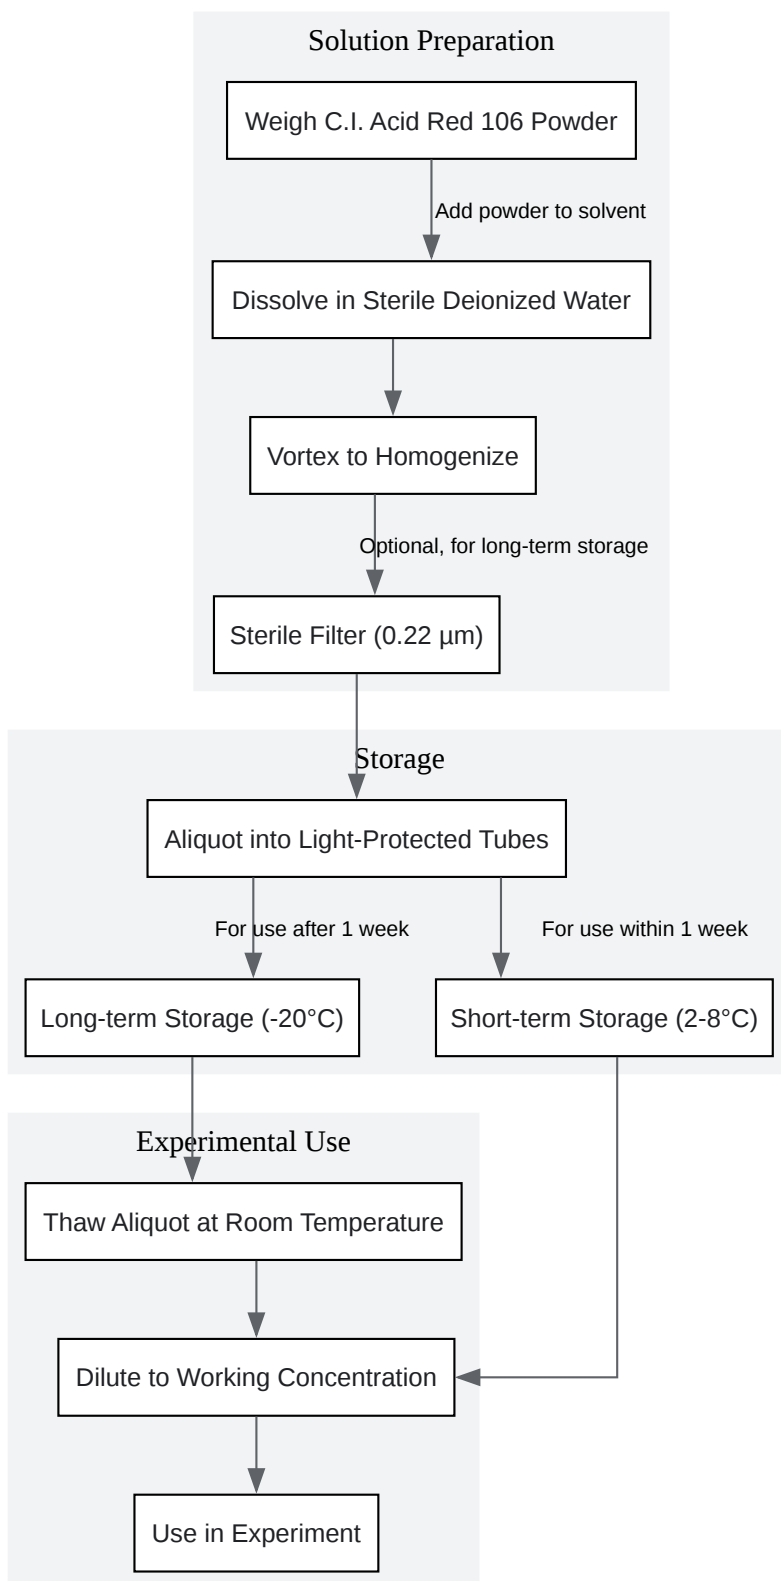 Solution Preparation
Weigh C.I. Acid Red 106 Powder
Add powder to solvent
Dissolve in Sterile Deionized Water
Vortex to Homogenize
Optional, for long-term storage
Sterile Filter (0.22 µm)
Storage
Aliquot into Light-Protected Tubes
For use after 1 week
For use within 1 week
Long-term Storage (-20°C)
Short-term Storage (2-8°C)
Experimental Use
Thaw Aliquot at Room Temperature
Dilute to Working Concentration
Use in Experiment